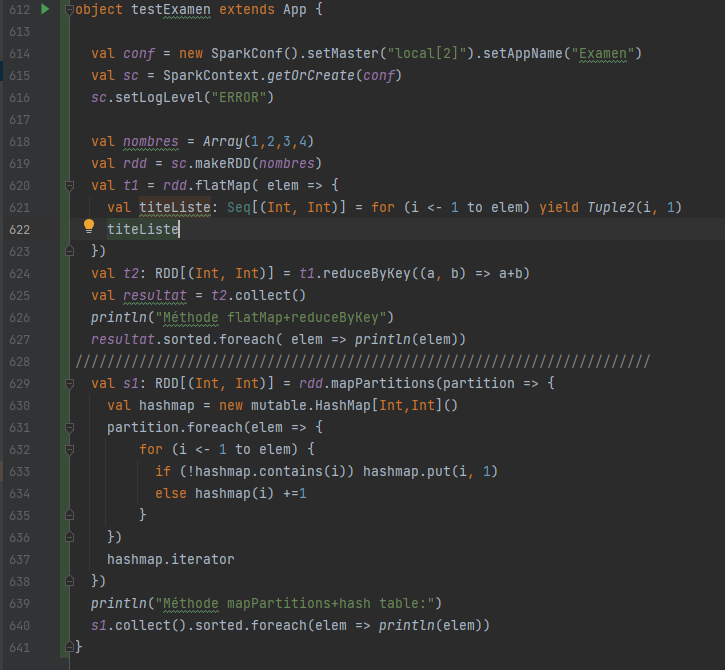 612 object testExamen extends App {
613
614 val conf = new SparkConf().setMaster("local[2]").setAppName("Examen")
615 val sc = SparkContext.getOrCreate(conf)
616 sc.setLogLevel("ERROR")
617
618 val nombres = Array(1,2,3,4)
619 val rdd = sc.makeRDD(nombres)
620 val t1 = rdd.flatMap( elem => {
621 val titeListe: Seq[(Int, Int)] = for (i <- 1 to elem) yield Tuple2(i, 1)
622 titeListe
623 })
624 val t2: RDD[(Int, Int)] = t1.reduceByKey((a, b) => a+b)
625 val resultat = t2.collect()
626 println("Méthode flatMap+reduceByKey")
627 resultat.sorted.foreach( elem => println(elem))
628 ////////////////////////////////////////////////////////////////////////
629 val s1: RDD[(Int, Int)] = rdd.mapPartitions(partition => {
630 val hashmap = new mutable.HashMap[Int,Int]()
631 partition.foreach(elem => {
632 for (i <- 1 to elem) {
633 if (!hashmap.contains(i)) hashmap.put(i, 1)
634 else hashmap(i) +=1
635 }
636 })
637 hashmap.iterator
638 })
639 println("Méthode mapPartitions+hash table:")
640 s1.collect().sorted.foreach(elem => println(elem))
641 }